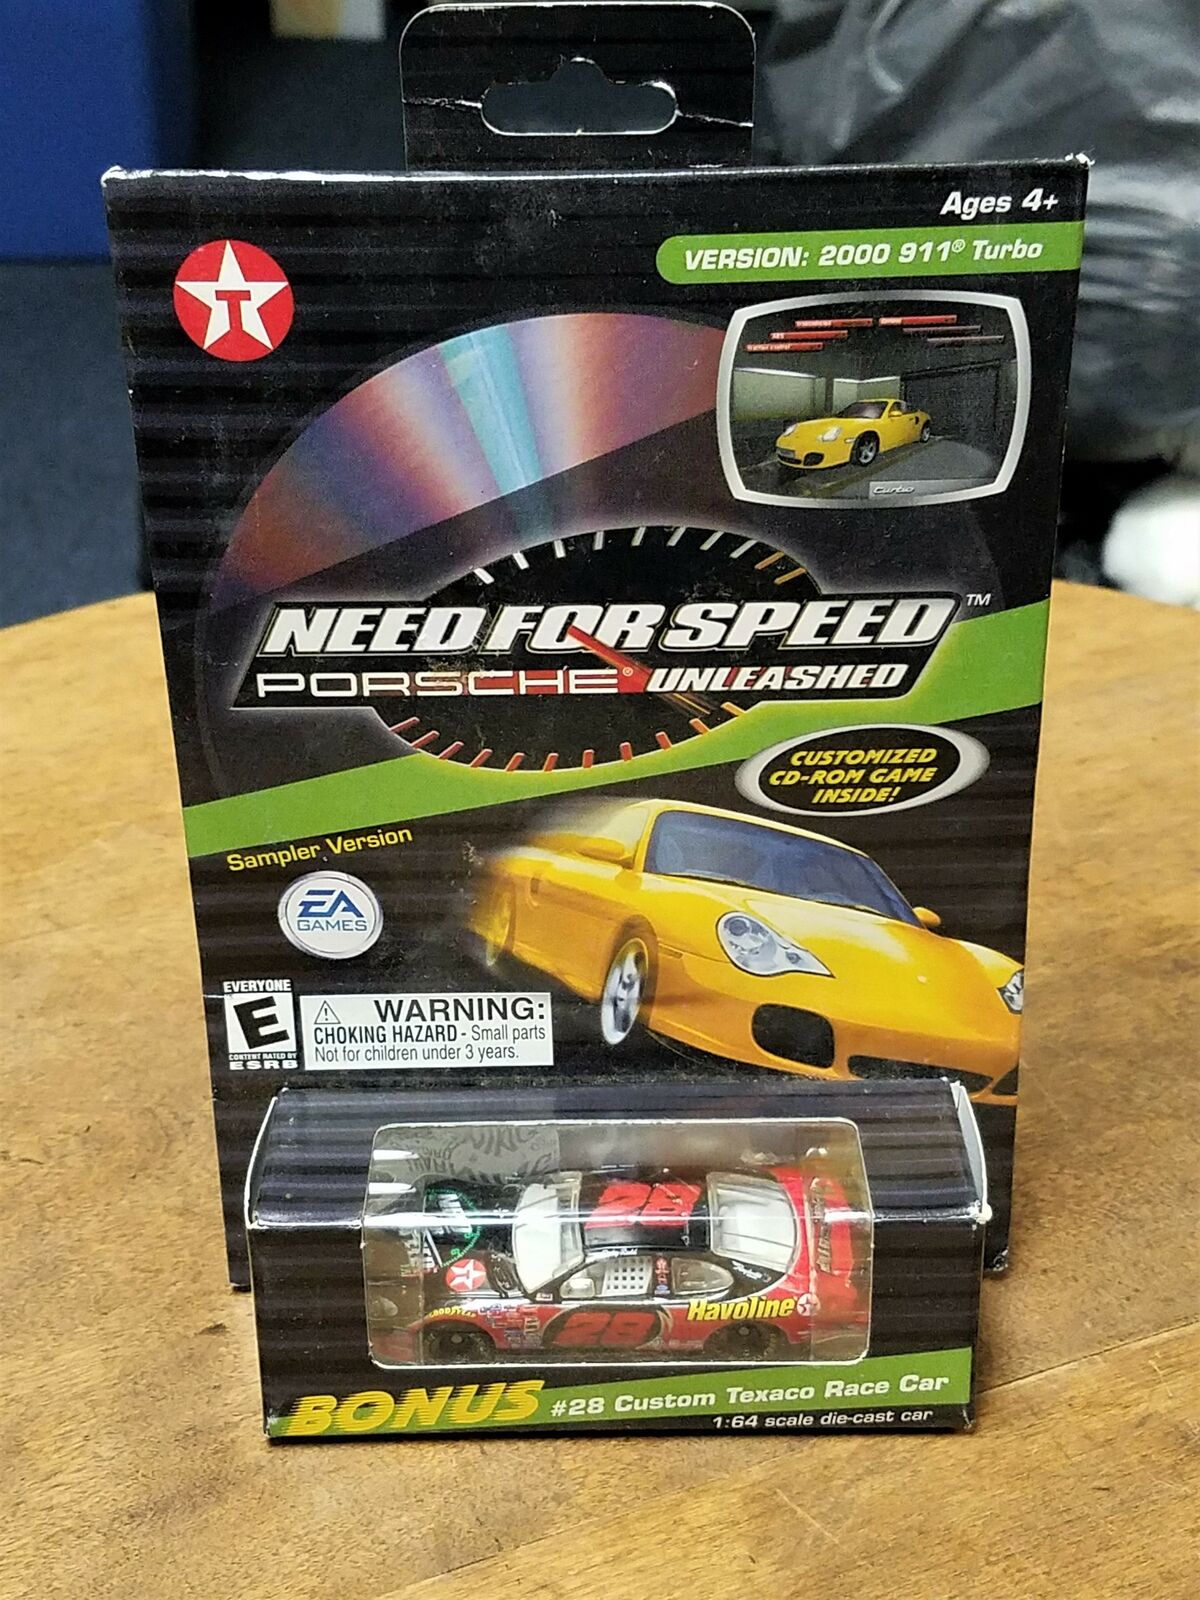 Ages 4+
VERSION: 2000 911® Turbo
T
Turbo
NEED FOR SPEED™
PORSCHE® UNLEASHED
CUSTOMIZED
CD-ROM GAME
INSIDE!
Sampler Version
EA
GAMES
EVERYONE
E
CONTENT RATED BY
ESRB
WARNING:
CHOKING HAZARD - Small parts
Not for children under 3 years.
28
Havoline
GOODYEAR
28
BONUS #28 Custom Texaco Race Car
1:64 scale die-cast car